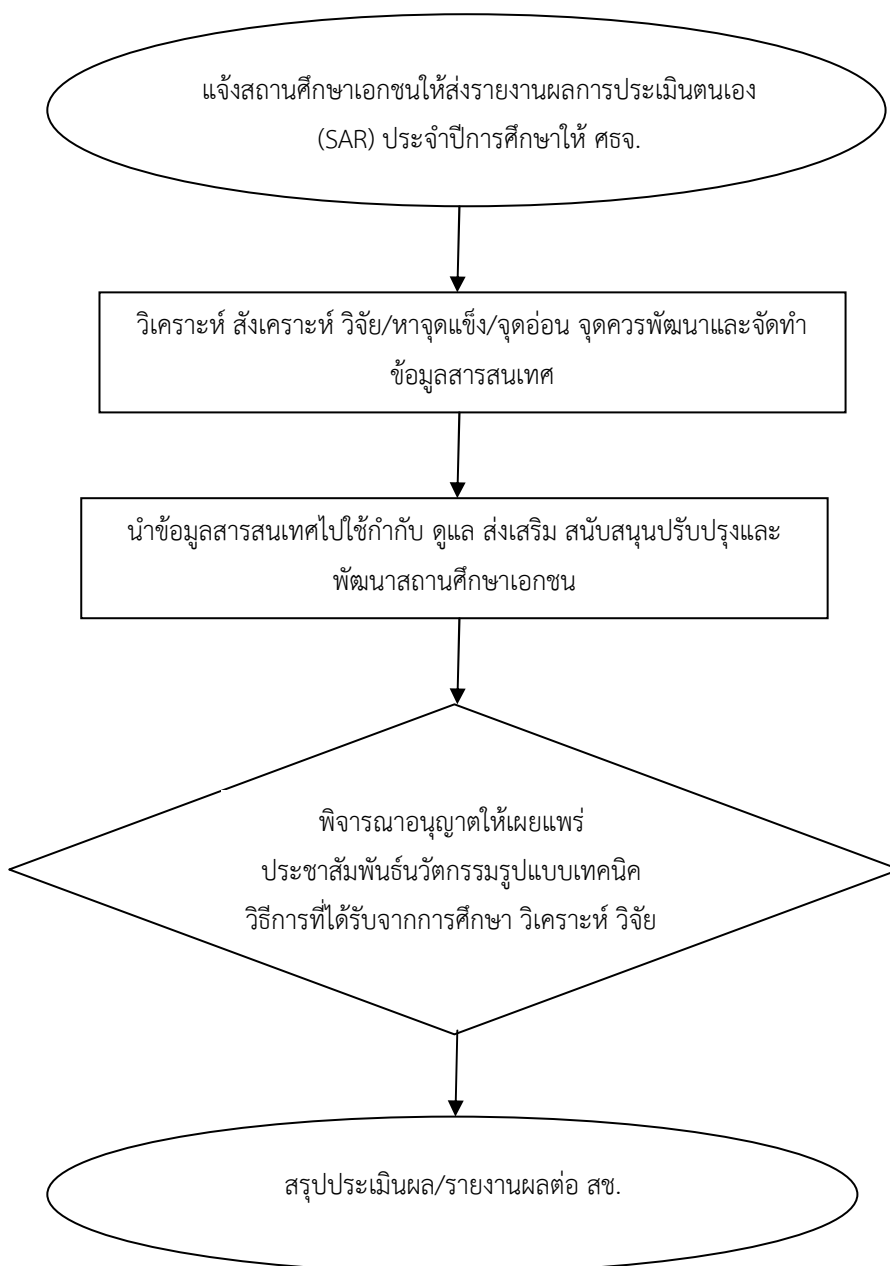 แจ้งสถานศึกษาเอกชนให้ส่งรายงานผลการประเมินตนเอง
(SAR) ประจำปีการศึกษาให้ ศธจ.
วิเคราะห์ สังเคราะห์ วิจัย/หาจุดแข็ง/จุดอ่อน จุดควรพัฒนาและจัดทำ
ข้อมูลสารสนเทศ
นำข้อมูลสารสนเทศไปใช้กำกับ ดูแล ส่งเสริม สนับสนุนปรับปรุงและ
พัฒนาสถานศึกษาเอกชน
พิจารณาอนุญาตให้เผยแพร่
ประชาสัมพันธ์นวัตกรรมรูปแบบเทคนิค
วิธีการที่ได้รับจากการศึกษา วิเคราะห์ วิจัย
สรุปประเมินผล/รายงานผลต่อ สช.